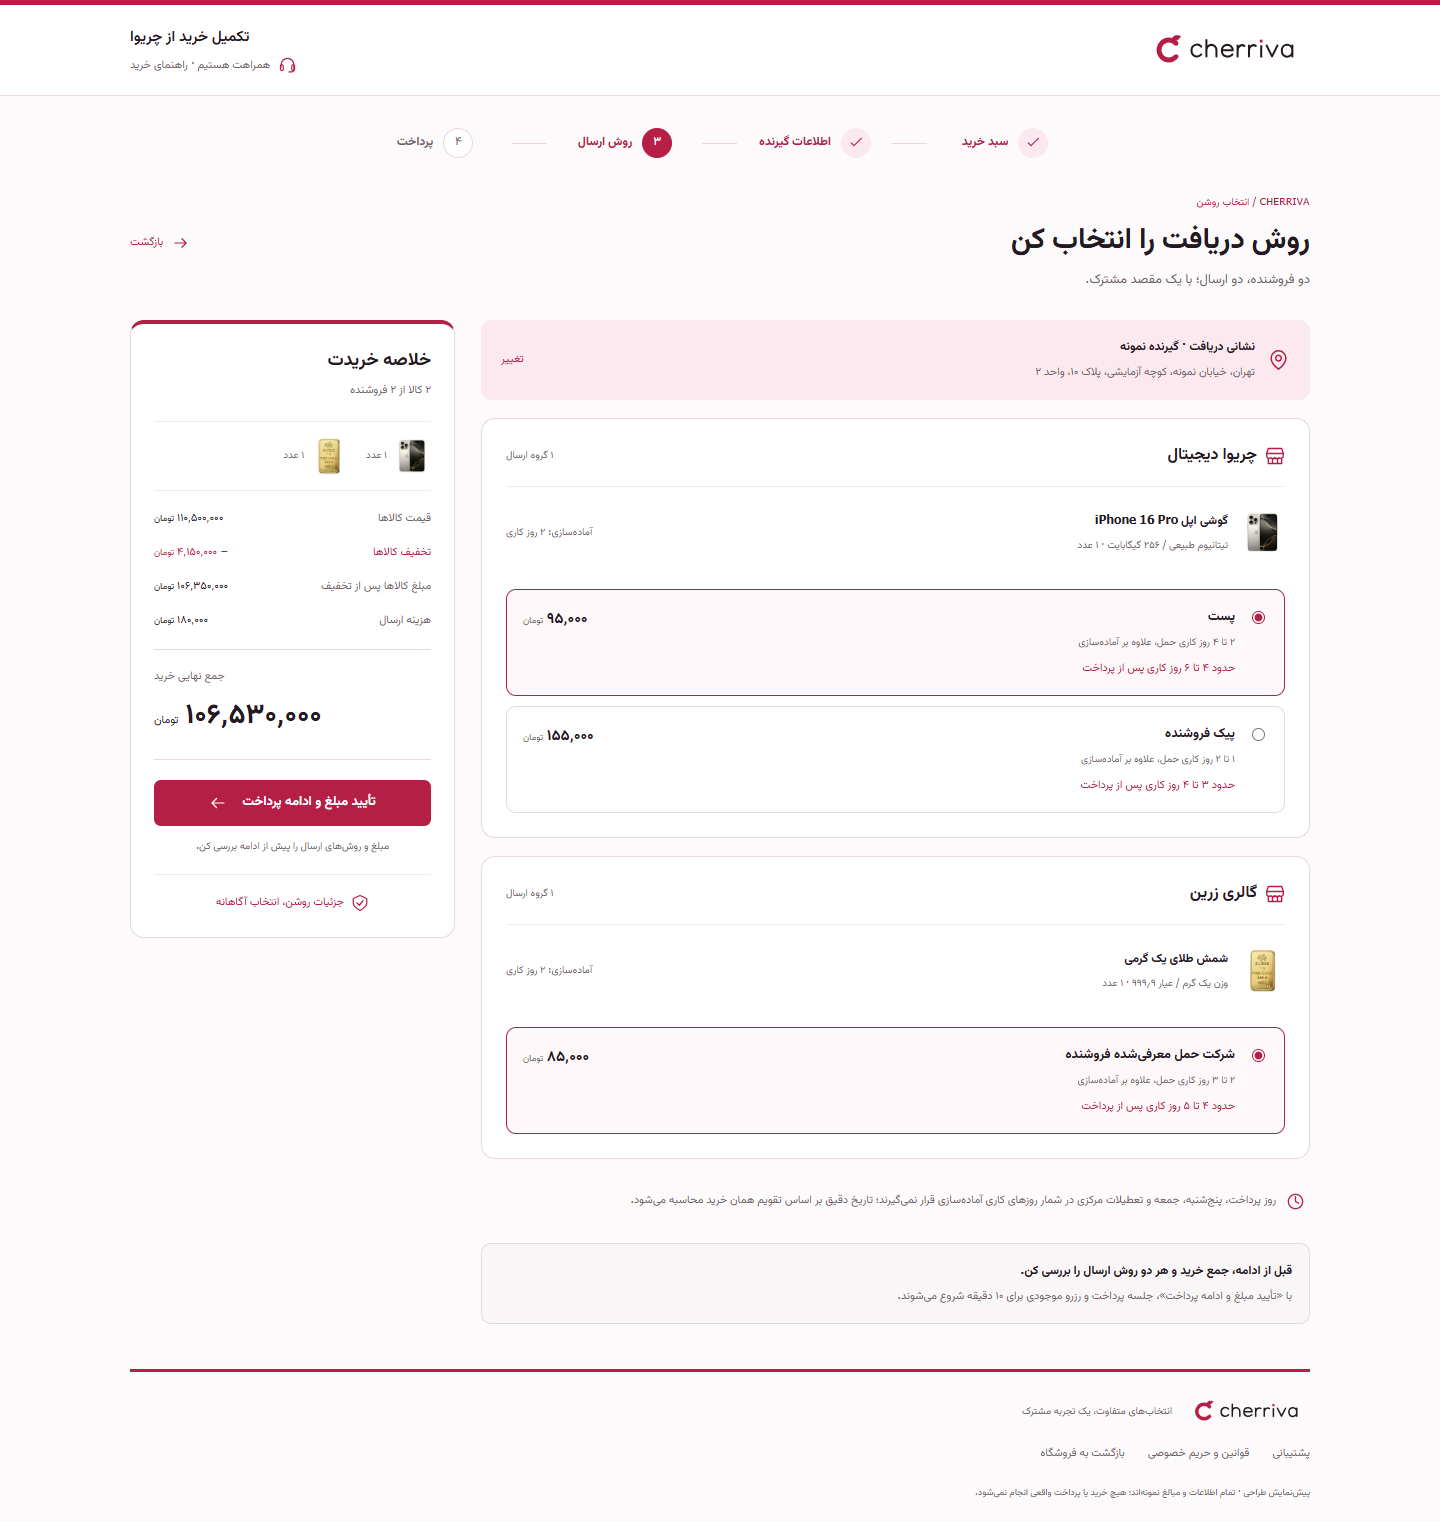 cherriva
تکمیل خرید از چریوا
همراهت هستیم · راهنمای خرید
سبد خرید
اطلاعات گیرنده
۳ روش ارسال
۴ پرداخت
CHERRIVA / انتخاب روشن
روش دریافت را انتخاب کن
بازگشت
دو فروشنده، دو ارسال؛ با یک مقصد مشترک.
نشانی دریافت · گیرنده نمونه
تهران، خیابان نمونه، کوچه آزمایشی، پلاک ۱۰، واحد ۲
تغییر
چریوا دیجیتال
۱ گروه ارسال
گوشی اپل iPhone 16 Pro
تیتانیوم طبیعی / ۲۵۶ گیگابایت · ۱ عدد
آماده‌سازی: ۲ روز کاری
پست
۹۵,۰۰۰ تومان
۲ تا ۴ روز کاری حمل، علاوه بر آماده‌سازی
حدود ۴ تا ۶ روز کاری پس از پرداخت
پیک فروشنده
۱۵۵,۰۰۰ تومان
۱ تا ۲ روز کاری حمل، علاوه بر آماده‌سازی
حدود ۳ تا ۴ روز کاری پس از پرداخت
گالری زرین
۱ گروه ارسال
شمش طلای یک گرمی
وزن یک گرم / عیار ۹۹۹٫۹ · ۱ عدد
آماده‌سازی: ۲ روز کاری
شرکت حمل معرفی‌شده فروشنده
۸۵,۰۰۰ تومان
۲ تا ۳ روز کاری حمل، علاوه بر آماده‌سازی
حدود ۴ تا ۵ روز کاری پس از پرداخت
روز پرداخت، پنج‌شنبه، جمعه و تعطیلات مرکزی در شمار روزهای کاری آماده‌سازی قرار نمی‌گیرند؛ تاریخ دقیق بر اساس تقویم همان خرید محاسبه می‌شود.
قبل از ادامه، جمع خرید و هر دو روش ارسال را بررسی کن.
با «تأیید مبلغ و ادامه پرداخت»، جلسه پرداخت و رزرو موجودی برای ۱۰ دقیقه شروع می‌شوند.
خلاصه خریدت
۲ کالا از ۲ فروشنده
۱ عدد
۱ عدد
قیمت کالاها ۱۱۰,۵۰۰,۰۰۰ تومان
تخفیف کالاها − ۴,۱۵۰,۰۰۰ تومان
مبلغ کالاها پس از تخفیف ۱۰۶,۳۵۰,۰۰۰ تومان
هزینه ارسال ۱۸۰,۰۰۰ تومان
جمع نهایی خرید
۱۰۶,۵۳۰,۰۰۰ تومان
تأیید مبلغ و ادامه پرداخت
مبلغ و روش‌های ارسال را پیش از ادامه بررسی کن.
جزئیات روشن، انتخاب آگاهانه
cherriva
انتخاب‌های متفاوت، یک تجربه مشترک
پشتیبانی
قوانین و حریم خصوصی
بازگشت به فروشگاه
پیش‌نمایش طراحی · تمام اطلاعات و مبالغ نمونه‌اند؛ هیچ خرید یا پرداخت واقعی انجام نمی‌شود.